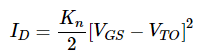 I_D = \frac{K_n}{2}[V_{GS} − V_{TO}]^2